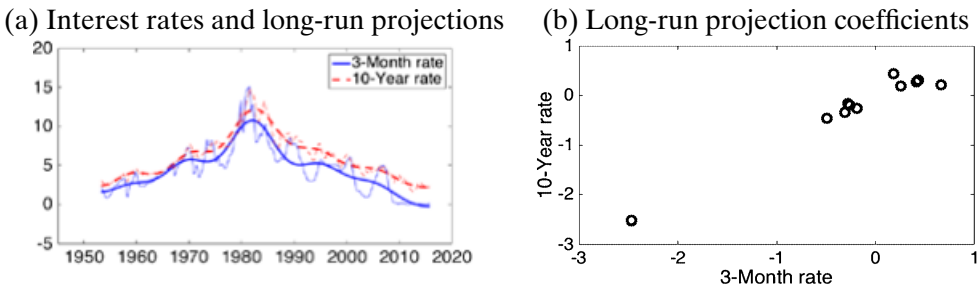 (a) Interest rates and long-run projections
20
15
10
5
0
-5
3-Month rate
10-Year rate
1950 1960 1970 1980 1990 2000 2010 2020
(b) Long-run projection coefficients
10-Year rate
1
0
-1
-2
-3
-3 -2 -1 0 1
3-Month rate